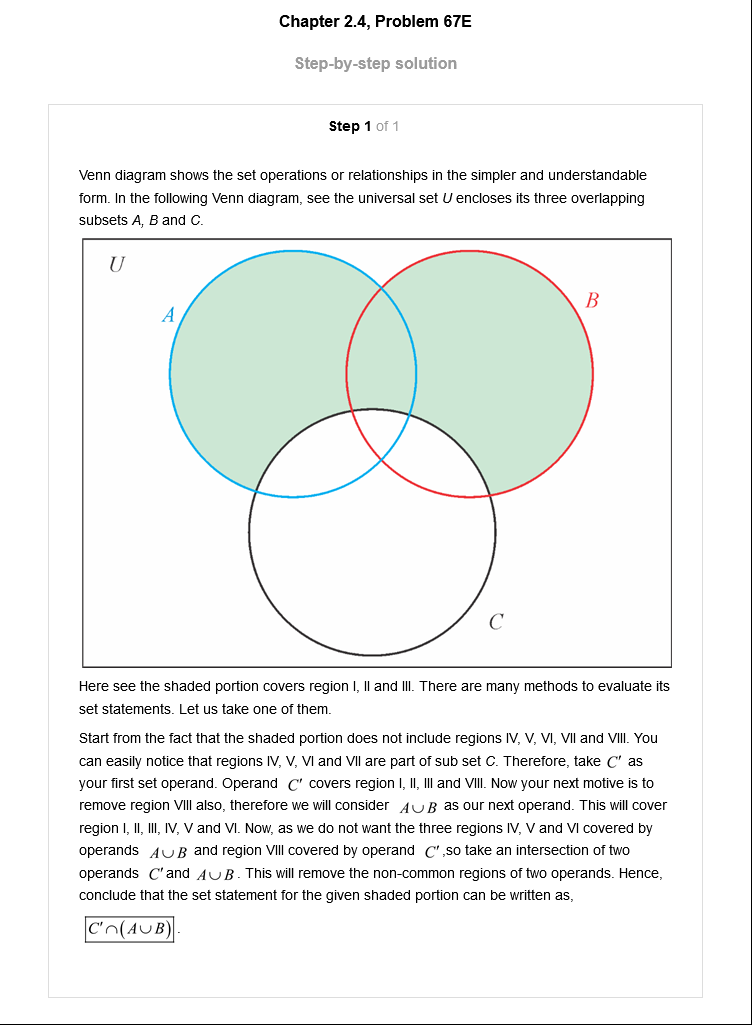 Chapter 2.4, Problem 67E
Step-by-step solution
Step 1 of 1
Venn diagram shows the set operations or relationships in the simpler and understandable
form. In the following Venn diagram, see the universal set U encloses its three overlapping
subsets A, B and C.
U
A
B
C
Here see the shaded portion covers region I, II and III. There are many methods to evaluate its
set statements. Let us take one of them.
Start from the fact that the shaded portion does not include regions IV, V, VI, VII and VIII. You
can easily notice that regions IV, V, VI and VII are part of sub set C. Therefore, take C′ as
your first set operand. Operand C′ covers region I, II, III and VIII. Now your next motive is to
remove region VIII also, therefore we will consider A∪B as our next operand. This will cover
region I, II, III, IV, V and VI. Now, as we do not want the three regions IV, V and VI covered by
operands A∪B and region VIII covered by operand C′ ,so take an intersection of two
operands C′ and A∪B. This will remove the non-common regions of two operands. Hence,
conclude that the set statement for the given shaded portion can be written as,
C′∩(A∪B).